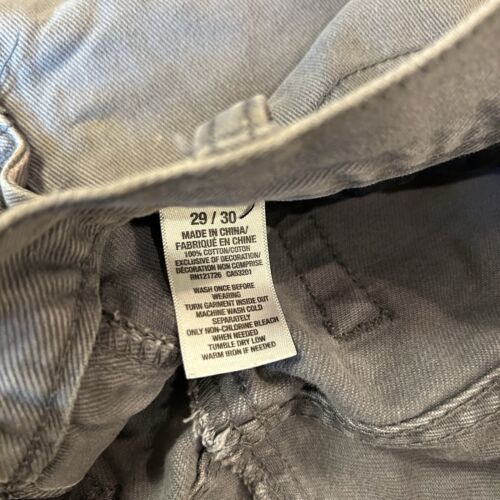 29 / 30
MADE IN CHINA/
FABRIQUÉ EN CHINE
100% COTTON/COTON
EXCLUSIVE OF DECORATION/
DÉCORATION NON COMPRISE
RN121726 CA53201
WASH ONCE BEFORE
WEARING
TURN GARMENT INSIDE OUT
MACHINE WASH COLD
SEPARATELY
ONLY NON-CHLORINE BLEACH
WHEN NEEDED
TUMBLE DRY LOW
WARM IRON IF NEEDED